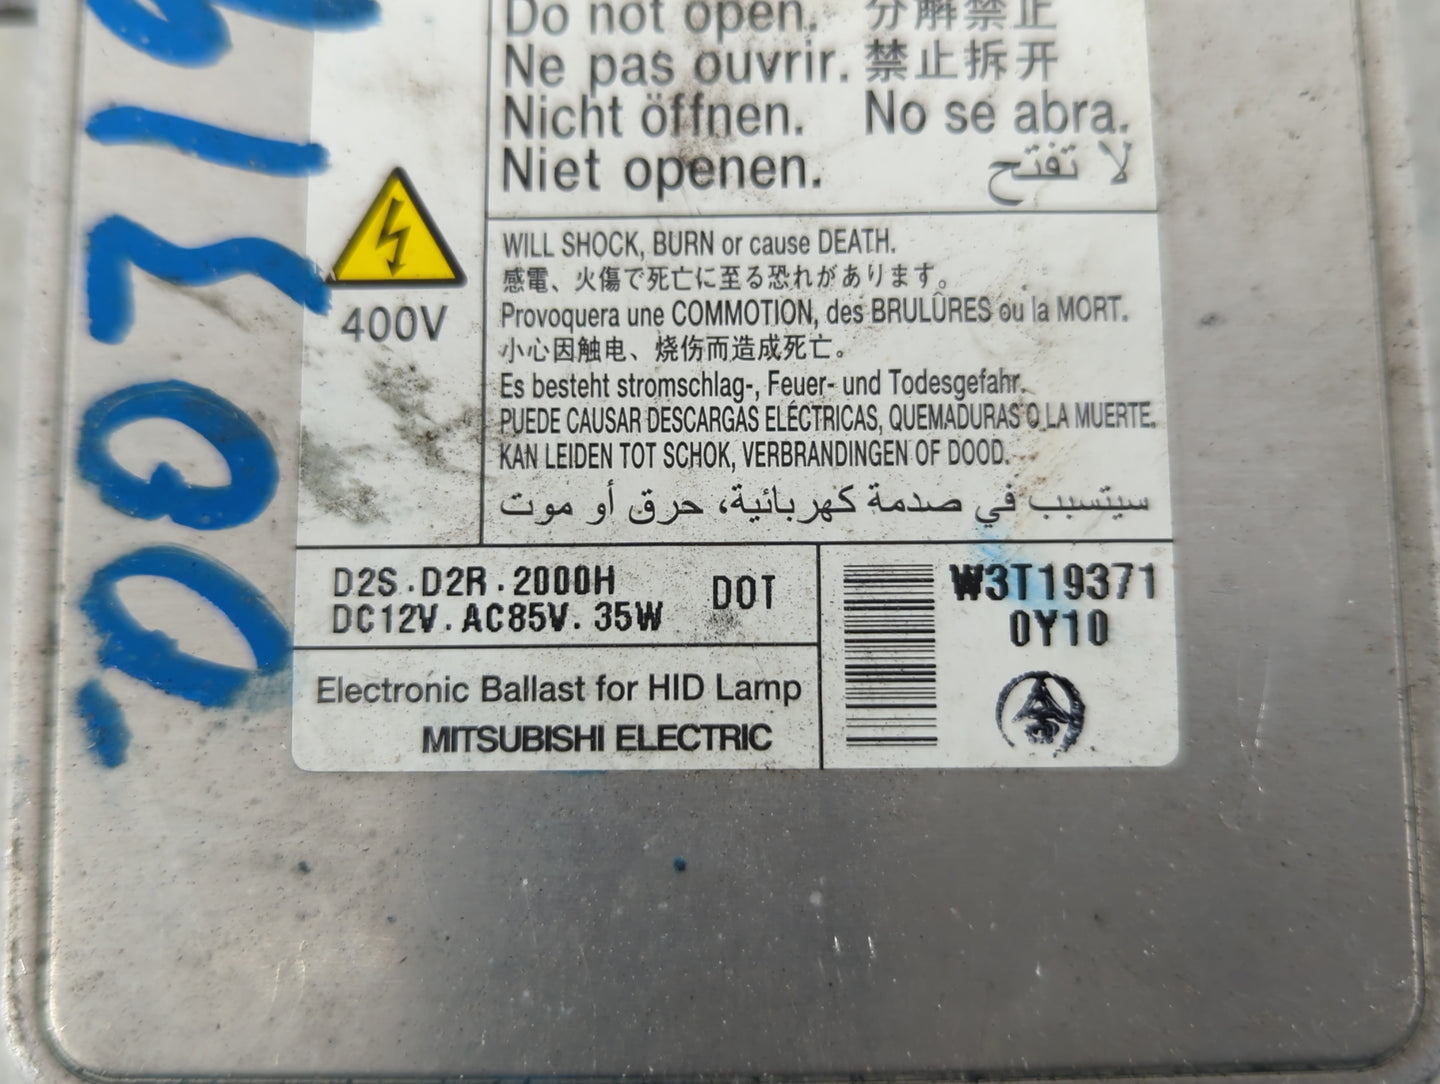 Do not open. 分解禁止
Ne pas ouvrir. 禁止拆开
Nicht öffnen. No se abra.
Niet openen. لا تفتح
400V
WILL SHOCK, BURN or cause DEATH.
感電、火傷で死亡に至る恐れがあります。
Provoquera une COMMOTION, des BRULÛRES ou la MORT.
小心因触电、烧伤而造成死亡。
Es besteht stromschlag-, Feuer- und Todesgefahr.
PUEDE CAUSAR DESCARGAS ELÉCTRICAS, QUEMADURAS O LA MUERTE.
KAN LEIDEN TOT SCHOK, VERBRANDINGEN OF DOOD.
سيتسبب في صدمة كهربائية، حرق أو موت
D2S.D2R.2000H
DC12V.AC85V.35W
DOT
W3T19371
0Y10
Electronic Ballast for HID Lamp
MITSUBISHI ELECTRIC